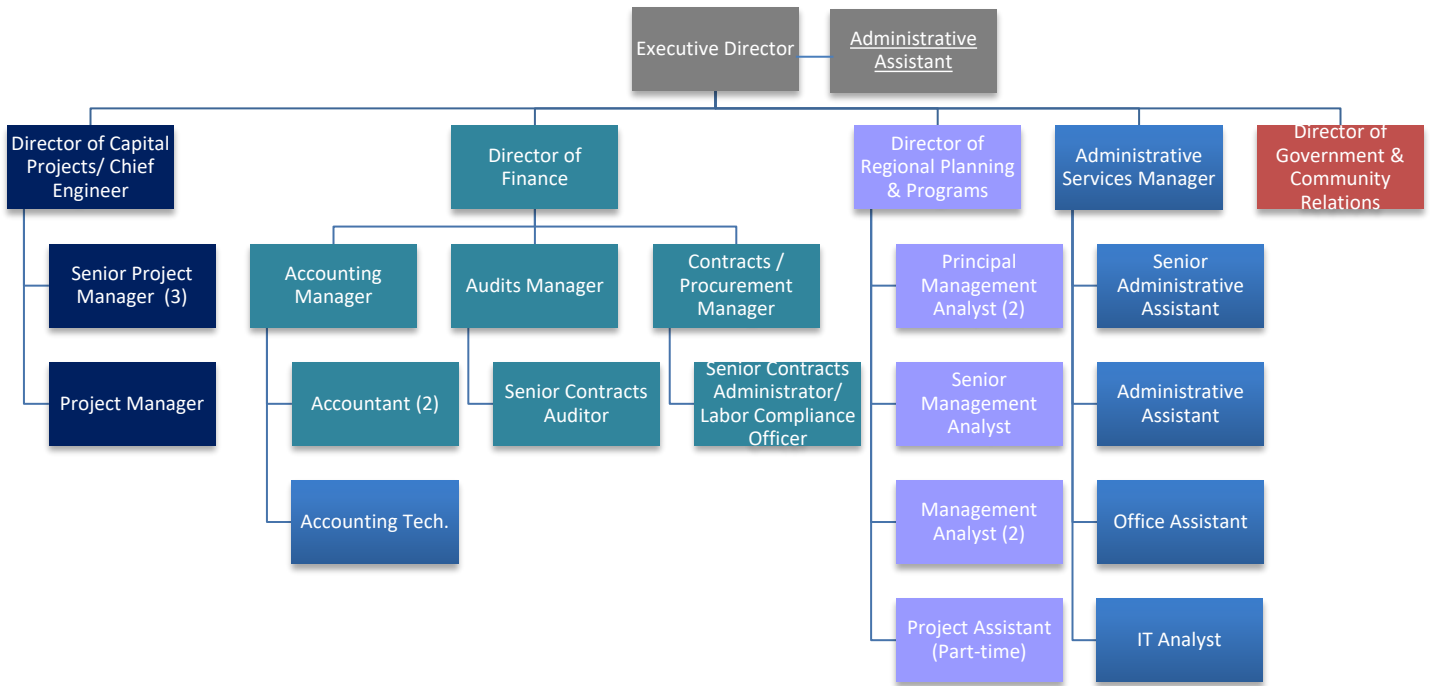 Executive Director
Administrative
Assistant
Director of Capital
Projects/ Chief
Engineer
Director of
Finance
Director of
Regional Planning
& Programs
Administrative
Services Manager
Director of
Government &
Community
Relations
Senior Project
Manager (3)
Accounting
Manager
Audits Manager
Contracts /
Procurement
Manager
Principal
Management
Analyst (2)
Senior
Administrative
Assistant
Project Manager
Accountant (2)
Senior Contracts
Auditor
Senior Contracts
Administrator/
Labor Compliance
Officer
Senior
Management
Analyst
Administrative
Assistant
Accounting Tech.
Management
Analyst (2)
Office Assistant
Project Assistant
(Part-time)
IT Analyst